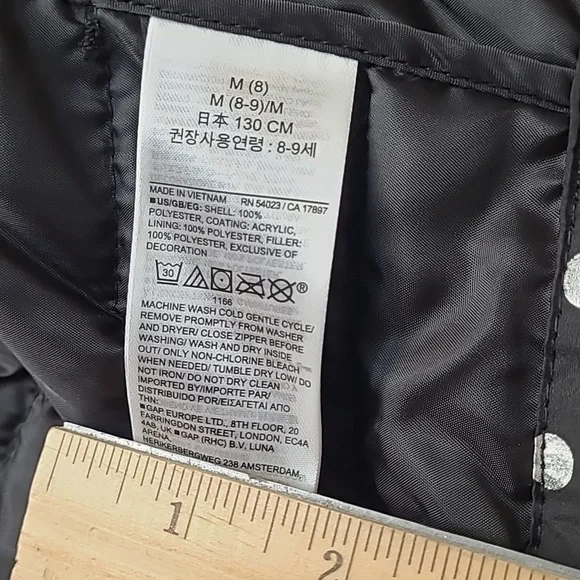 M (8)
M (8-9)/M
日本 130 CM
권장사용연령 : 8-9세
MADE IN VIETNAM RN 54023 / CA 17897
■ US/GB/EG: SHELL: 100%
POLYESTER, COATING: ACRYLIC,
LINING: 100% POLYESTER, FILLER:
100% POLYESTER, EXCLUSIVE OF
DECORATION
30 ®
1166
MACHINE WASH COLD GENTLE CYCLE/
REMOVE PROMPTLY FROM WASHER
AND DRYER/ CLOSE ZIPPER BEFORE
WASHING/ WASH AND DRY INSIDE
OUT/ ONLY NON-CHLORINE BLEACH
WHEN NEEDED/ TUMBLE DRY LOW/ DO
NOT IRON/ DO NOT DRY CLEAN
IMPORTED BY/IMPORTE PAR/
DISTRIBUIDO POR/ΕΙΣΑΓΕΤΑΙ ΑΠΟ
ΤΗΝ:
■ GAP EUROPE LTD., 8TH FLOOR, 20
FARRINGDON STREET, LONDON, EC4A
4AS, UK ■ GAP (RHC) B.V. LUNA
ARENA,
HERIKERBERGWEG 238 AMSTERDAM,
1 2